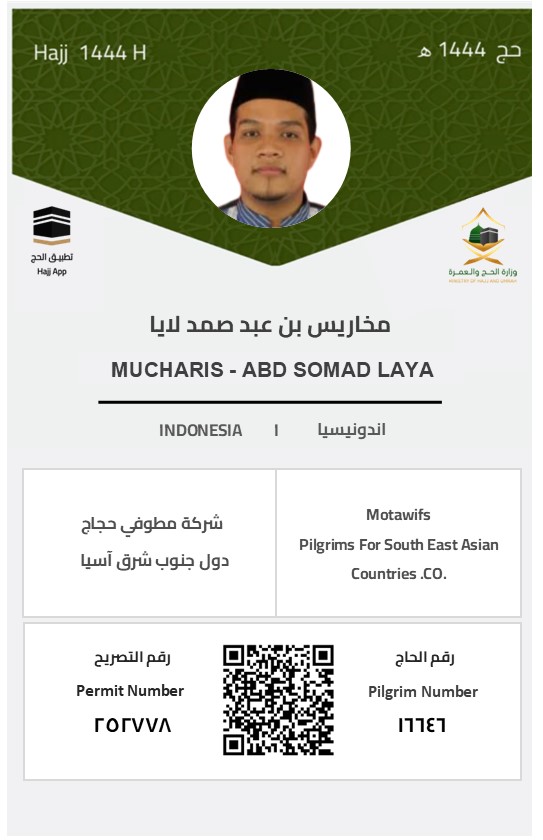 Hajj 1444 H
حج 1444 هـ
تطبيق الحج
Hajj App
وزارة الحج والعمرة
MINISTRY OF HAJJ AND UMRAH
مخاريس بن عبد صمد لايا
MUCHARIS - ABD SOMAD LAYA
INDONESIA | اندونيسيا
شركة مطوفي حجاج
دول جنوب شرق آسيا
Motawifs
Pilgrims For South East Asian
Countries .CO.
رقم التصريح
Permit Number
٢٥٢٧٧٨
رقم الحاج
Pilgrim Number
١٦٦٤٦